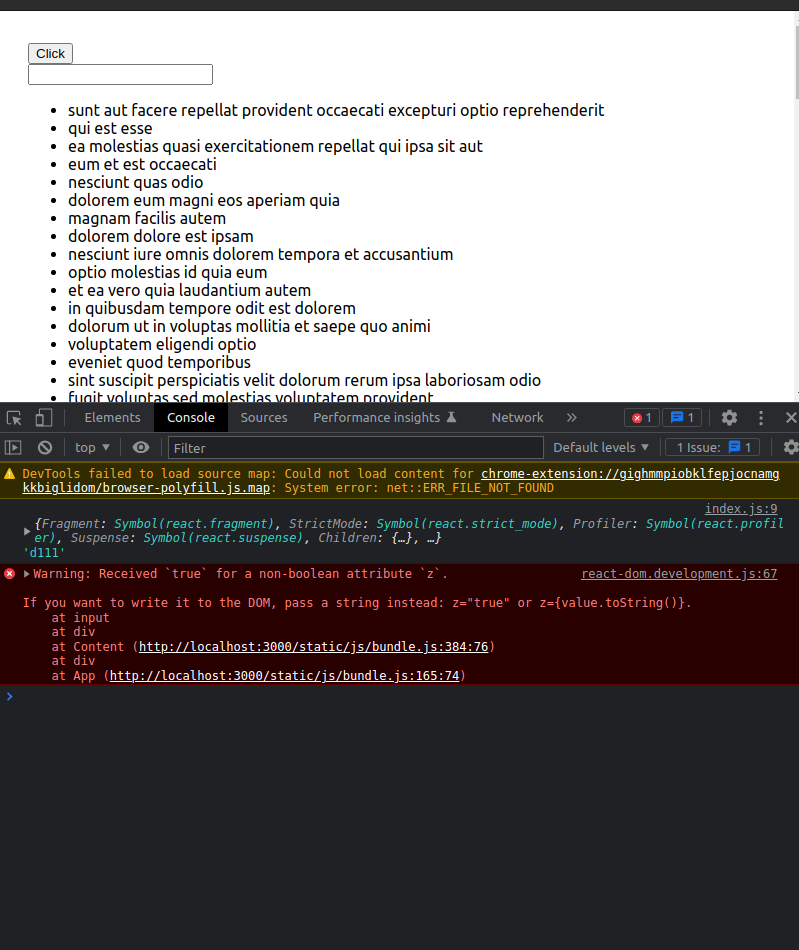 Click
sunt aut facere repellat provident occaecati excepturi optio reprehenderit
qui est esse
ea molestias quasi exercitationem repellat qui ipsa sit aut
eum et est occaecati
nesciunt quas odio
dolorem eum magni eos aperiam quia
magnam facilis autem
dolorem dolore est ipsam
nesciunt iure omnis dolorem tempora et accusantium
optio molestias id quia eum
et ea vero quia laudantium autem
in quibusdam tempore odit est dolorem
dolorum ut in voluptas mollitia et saepe quo animi
voluptatem eligendi optio
eveniet quod temporibus
sint suscipit perspiciatis velit dolorum rerum ipsa laboriosam odio
fugit voluptas sed molestias voluptatem provident
Elements Console Sources Performance insights Network » 1 1
top Filter Default levels 1 Issue: 1
DevTools failed to load source map: Could not load content for chrome-extension://gighmmpiobklfepjocnamg
kkbiglidom/browser-polyfill.js.map: System error: net::ERR_FILE_NOT_FOUND
index.js:9
{Fragment: Symbol(react.fragment), StrictMode: Symbol(react.strict_mode), Profiler: Symbol(react.profil
er), Suspense: Symbol(react.suspense), Children: {…}, …}
'd111'
Warning: Received `true` for a non-boolean attribute `z`. react-dom.development.js:67
If you want to write it to the DOM, pass a string instead: z="true" or z={value.toString()}.
at input
at div
at Content (http://localhost:3000/static/js/bundle.js:384:76)
at div
at App (http://localhost:3000/static/js/bundle.js:165:74)